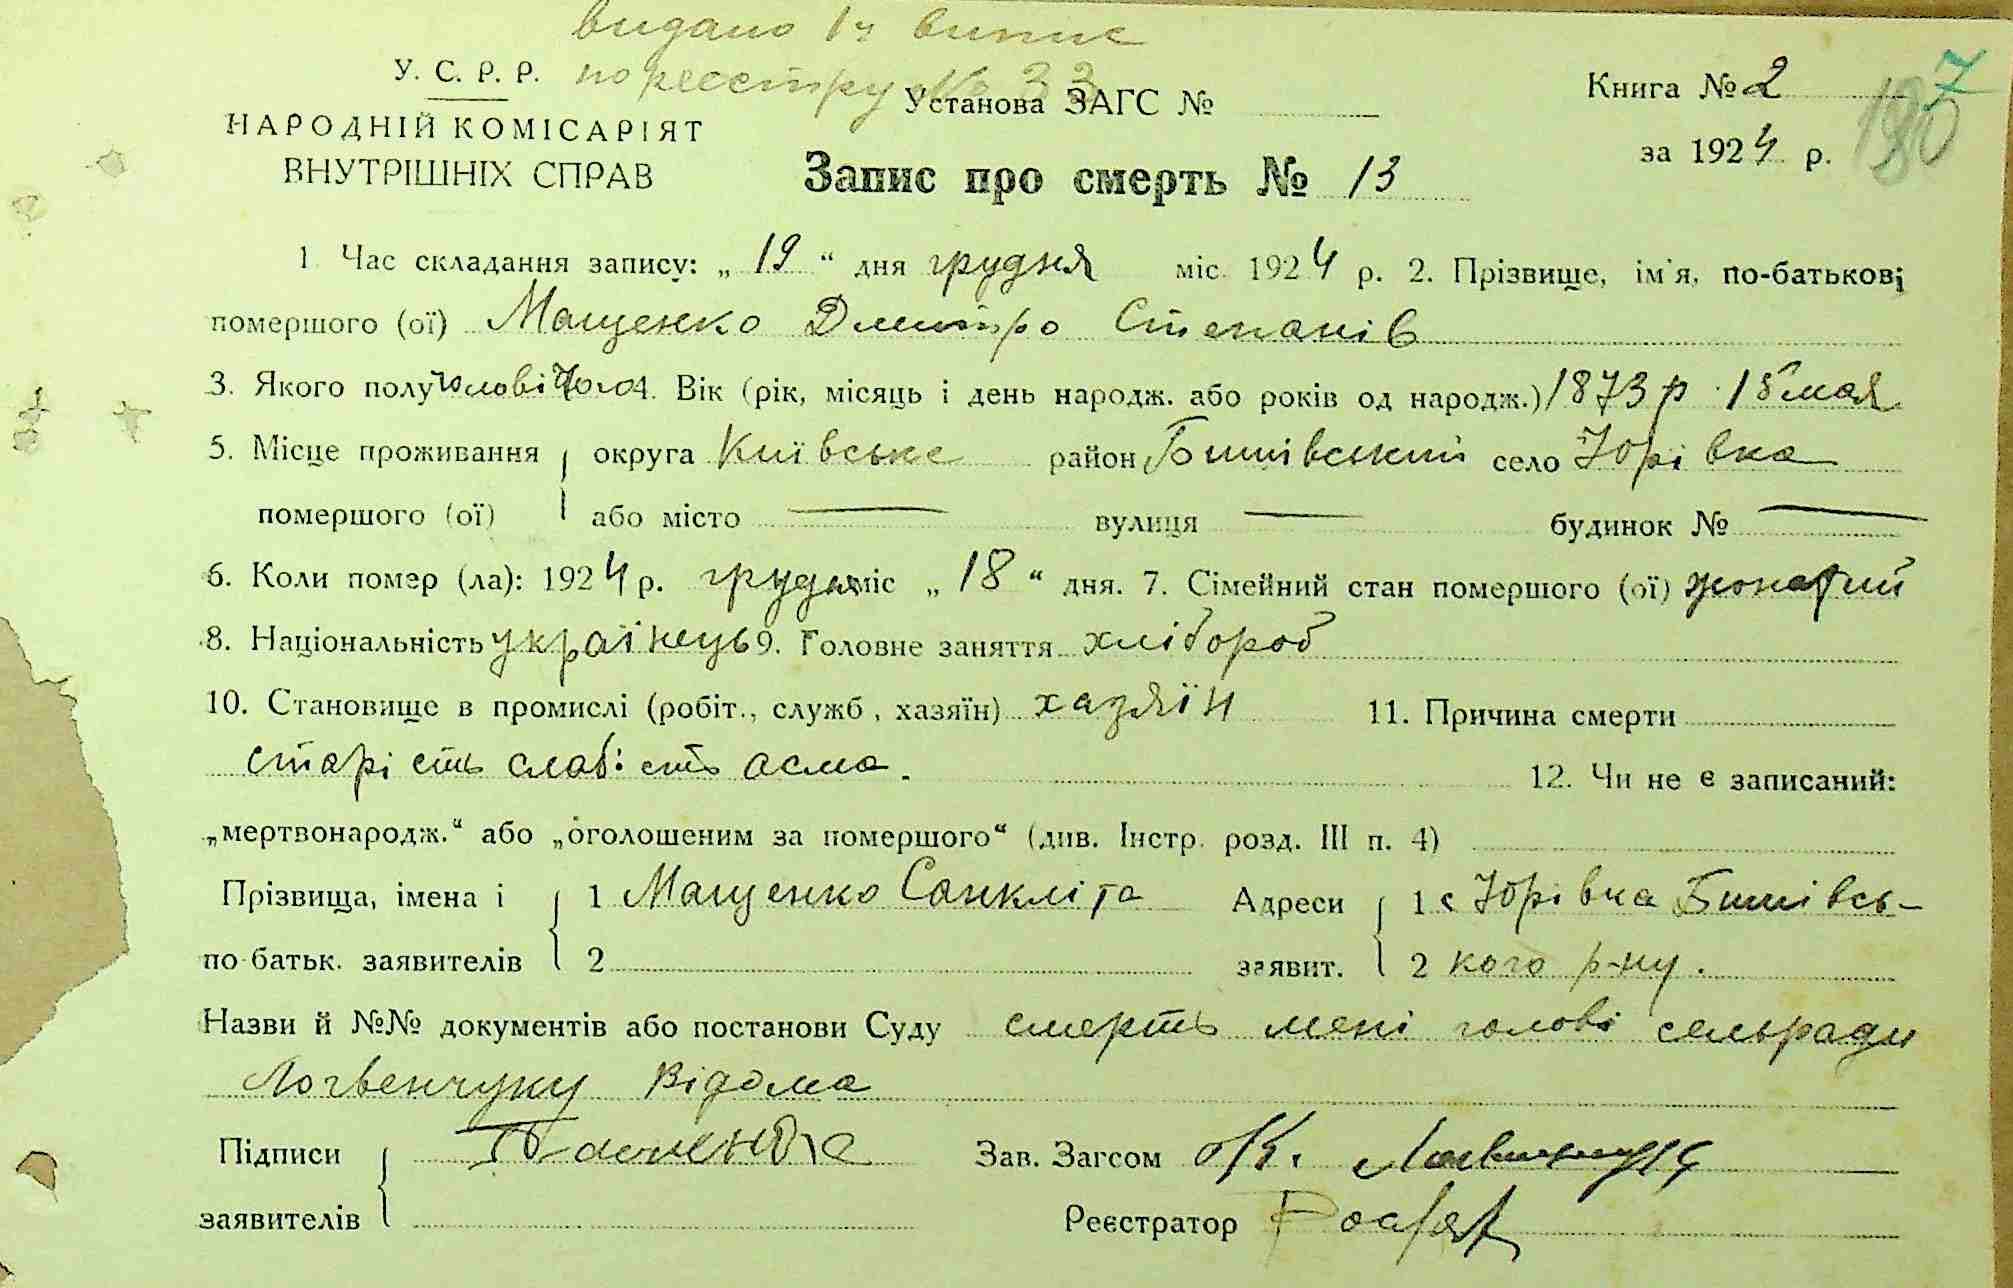 видано 1 ч випис
по реєстру № 33
У. С. Р. Р.
НАРОДНІЙ КОМІСАРІЯТ
ВНУТРІШНІХ СПРАВ
Установа ЗАГС №
Книга № 2
за 1924 р.
7
Запис про смерть № 13
1 Час складання запису: „ 19 “ дня грудня міс. 1924 р. 2. Прізвище, ім'я, по-батькові
помершого (ої) Мащенко Дмитро Степанів
3. Якого полу чоловічого 4. Вік (рік, місяць і день народж. або років од народж.) 1873 р. 15 мая
5. Місце проживання округа Київське район Бишівський село Юрівка
помершого (ої) або місто — вулиця — будинок № —
6. Коли помер (ла): 1924 р. грудня міс „ 18 “ дня. 7. Сімейний стан помершого (ої) жонатий
8. Національність українець 9. Головне заняття хлібороб
10. Становище в промислі (робіт., служб, хазяїн) хазяїн 11. Причина смерти
старість слабість асма.
12. Чи не є записаний:
„мертвонародж.“ або „оголошеним за помершого“ (див. Інстр. розд. III п. 4)
Прізвища, імена і 1 Мащенко Санкліта Адреси 1 с Юрівка Бишівсь-
по батьк. заявителів 2 заявит. 2 кого р-ну.
Назви й №№ документів або постанови Суду смерть мені голові сельради
Логвенчуку відома
Підписи Зав. Загсом
заявителів Реєстратор